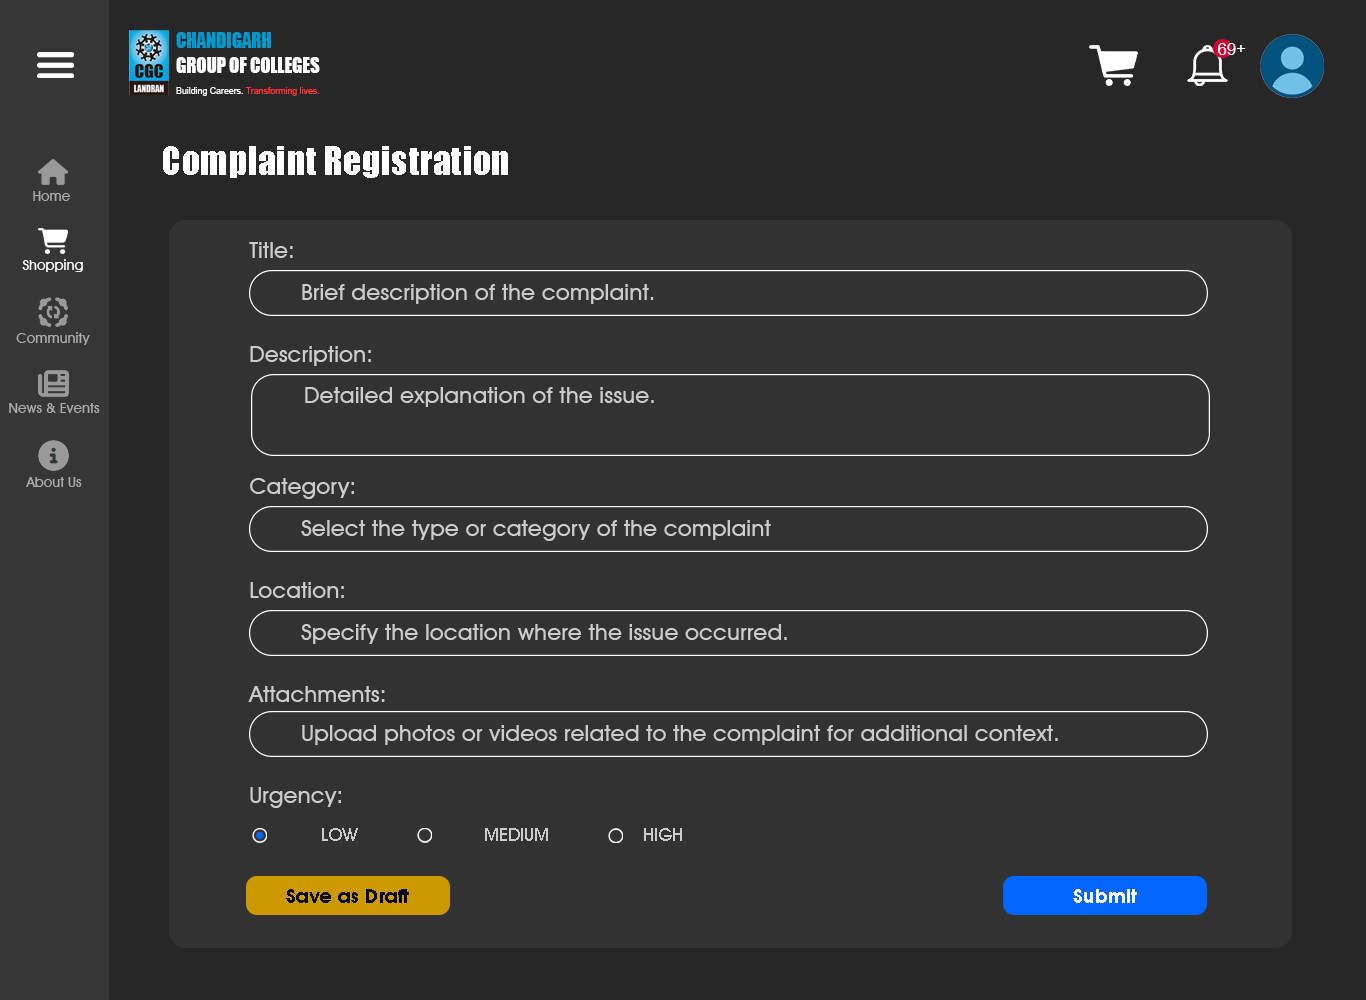 CHANDIGARH
GROUP OF COLLEGES
CGC
LANDRAN
Building Careers. Transforming lives.
69+
Complaint Registration
Home
Shopping
Community
News & Events
About Us
Title:
Brief description of the complaint.
Description:
Detailed explanation of the issue.
Category:
Select the type or category of the complaint
Location:
Specify the location where the issue occurred.
Attachments:
Upload photos or videos related to the complaint for additional context.
Urgency:
LOW MEDIUM HIGH
Save as Draft Submit